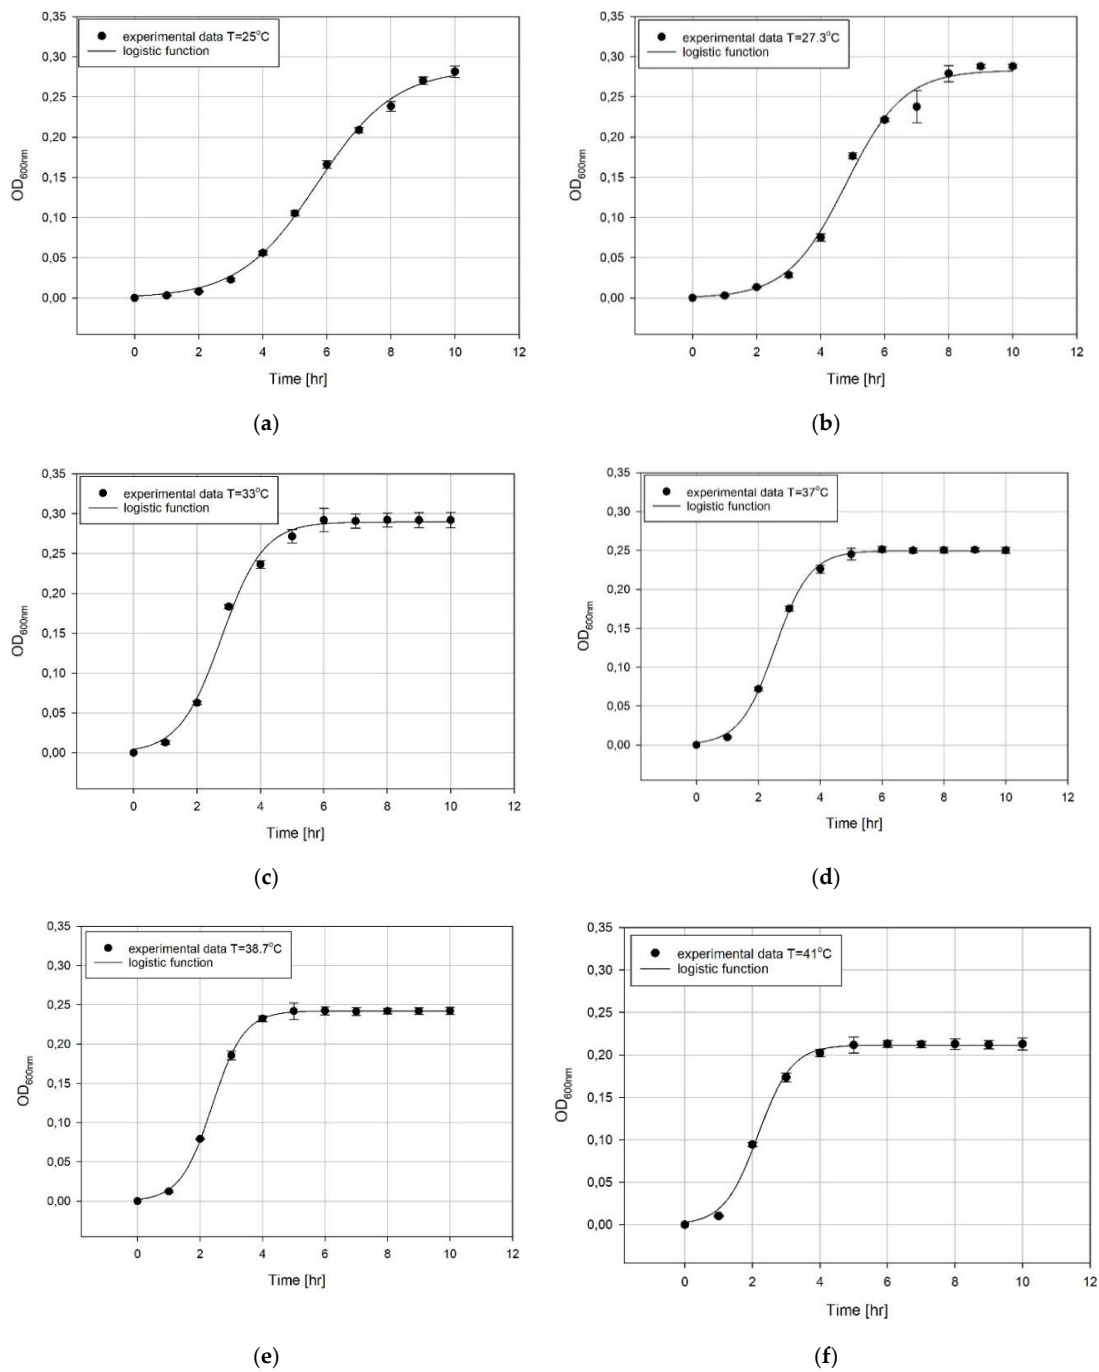 experimental data T=25°C
logistic function
0,35
0,30
0,25
0,20
0,15
0,10
0,05
0,00
OD600nm
0 2 4 6 8 10 12
Time [hr]
(a)
experimental data T=27.3°C
logistic function
0,35
0,30
0,25
0,20
0,15
0,10
0,05
0,00
OD600nm
0 2 4 6 8 10 12
Time [hr]
(b)
experimental data T=33°C
logistic function
0,35
0,30
0,25
0,20
0,15
0,10
0,05
0,00
OD600nm
0 2 4 6 8 10 12
Time [hr]
(c)
experimental data T=37°C
logistic function
0,35
0,30
0,25
0,20
0,15
0,10
0,05
0,00
OD600nm
0 2 4 6 8 10 12
Time [hr]
(d)
experimental data T=38.7°C
logistic function
0,35
0,30
0,25
0,20
0,15
0,10
0,05
0,00
OD600nm
0 2 4 6 8 10 12
Time [hr]
(e)
experimental data T=41°C
logistic function
0,35
0,30
0,25
0,20
0,15
0,10
0,05
0,00
OD600nm
0 2 4 6 8 10 12
Time [hr]
(f)